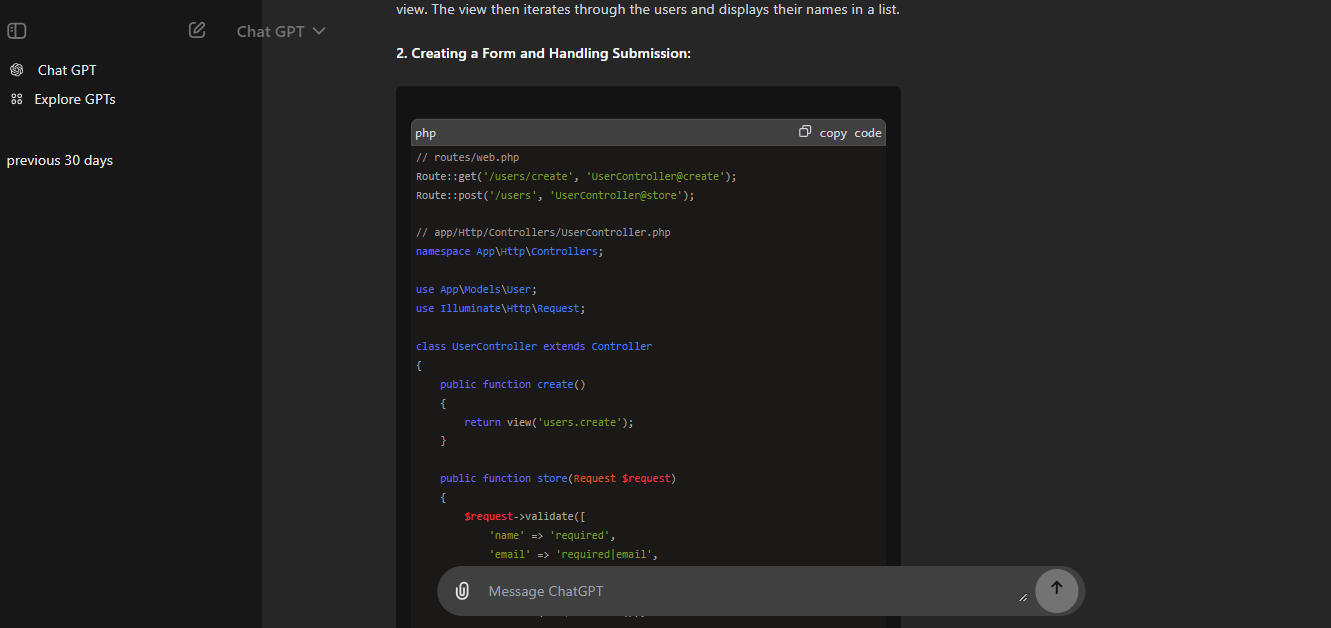 Chat GPT
Explore GPTs
previous 30 days
Chat GPT
view. The view then iterates through the users and displays their names in a list.
2. Creating a Form and Handling Submission:
php
copy code
// routes/web.php
Route::get('/users/create', 'UserController@create');
Route::post('/users', 'UserController@store');
// app/Http/Controllers/UserController.php
namespace App\Http\Controllers;
use App\Models\User;
use Illuminate\Http\Request;
class UserController extends Controller
{
    public function create()
    {
        return view('users.create');
    }
    public function store(Request $request)
    {
        $request->validate([
            'name' => 'required',
            'email' => 'required|email',
Message ChatGPT